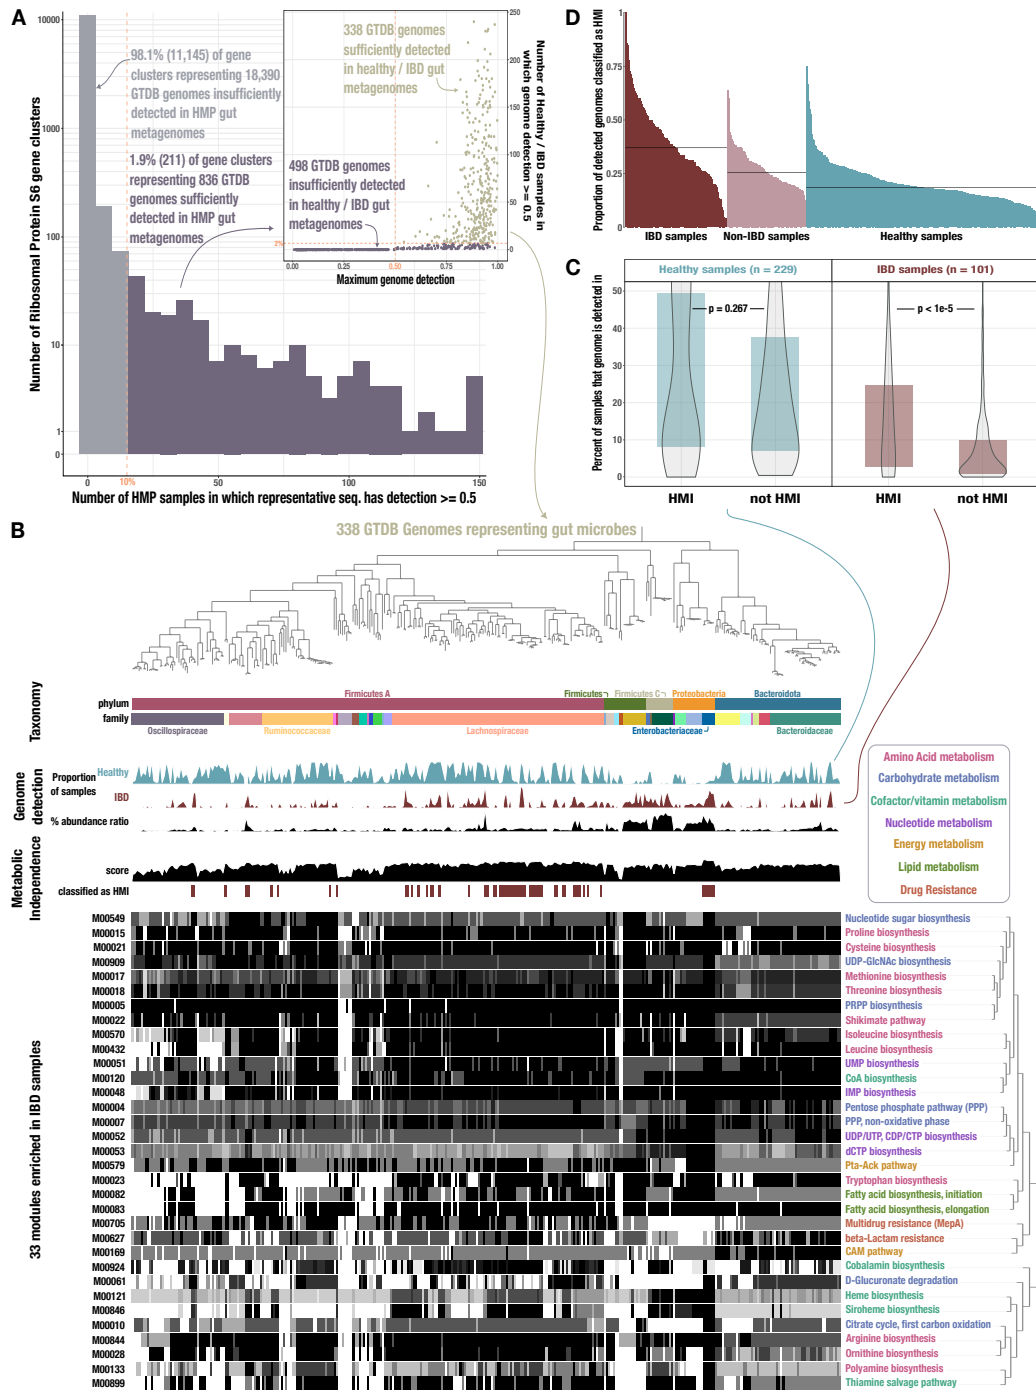 A
Number of Ribosomal Protein S6 gene clusters
10000
1000
100
10
1
0
98.1% (11,145) of gene
clusters representing 18,390
GTDB genomes insufficiently
detected in HMP gut
metagenomes
1.9% (211) of gene clusters
representing 836 GTDB
genomes sufficiently
detected in HMP gut
metagenomes
0
10%
50
100
150
Number of HMP samples in which representative seq. has detection >= 0.5
338 GTDB genomes
sufficiently detected
in healthy / IBD gut
metagenomes
498 GTDB genomes
insufficiently detected
in healthy / IBD gut
metagenomes
2%
0.00
0.25
0.50
0.75
1.00
Maximum genome detection
250
200
150
100
50
0
Number of Healthy / IBD samples in
which genome detection >= 0.5
D
Proportion of detected genomes classified as HMI
1
0.75
0.5
0.25
0
IBD samples
Non-IBD samples
Healthy samples
C
Percent of samples that genome is detected in
Healthy samples (n = 229)
IBD samples (n = 101)
50
40
30
20
10
0
p = 0.267
p < 1e-5
HMI
not HMI
HMI
not HMI
B
338 GTDB Genomes representing gut microbes
Taxonomy
phylum
Firmicutes A
Firmicutes
Firmicutes C
Proteobacteria
Bacteroidota
family
Oscillospiraceae
Ruminococcaceae
Lachnospiraceae
Enterobacteriaceae
Bacteroidaceae
Genome
detection
Proportion
of samples
Healthy
IBD
% abundance ratio
Metabolic
Independence
score
classified as HMI
Amino Acid metabolism
Carbohydrate metabolism
Cofactor/vitamin metabolism
Nucleotide metabolism
Energy metabolism
Lipid metabolism
Drug Resistance
33 modules enriched in IBD samples
M00549 Nucleotide sugar biosynthesis
M00015 Proline biosynthesis
M00021 Cysteine biosynthesis
M00909 UDP-GlcNAc biosynthesis
M00017 Methionine biosynthesis
M00018 Threonine biosynthesis
M00005 PRPP biosynthesis
M00022 Shikimate pathway
M00570 Isoleucine biosynthesis
M00432 Leucine biosynthesis
M00051 UMP biosynthesis
M00120 CoA biosynthesis
M00048 IMP biosynthesis
M00004 Pentose phosphate pathway (PPP)
M00007 PPP, non-oxidative phase
M00052 UDP/UTP, CDP/CTP biosynthesis
M00053 dCTP biosynthesis
M00579 Pta-Ack pathway
M00023 Tryptophan biosynthesis
M00082 Fatty acid biosynthesis, initiation
M00083 Fatty acid biosynthesis, elongation
M00705 Multidrug resistance (MepA)
M00627 beta-Lactam resistance
M00169 CAM pathway
M00924 Cobalamin biosynthesis
M00061 D-Glucuronate degradation
M00121 Heme biosynthesis
M00846 Siroheme biosynthesis
M00010 Citrate cycle, first carbon oxidation
M00844 Arginine biosynthesis
M00028 Ornithine biosynthesis
M00133 Polyamine biosynthesis
M00899 Thiamine salvage pathway